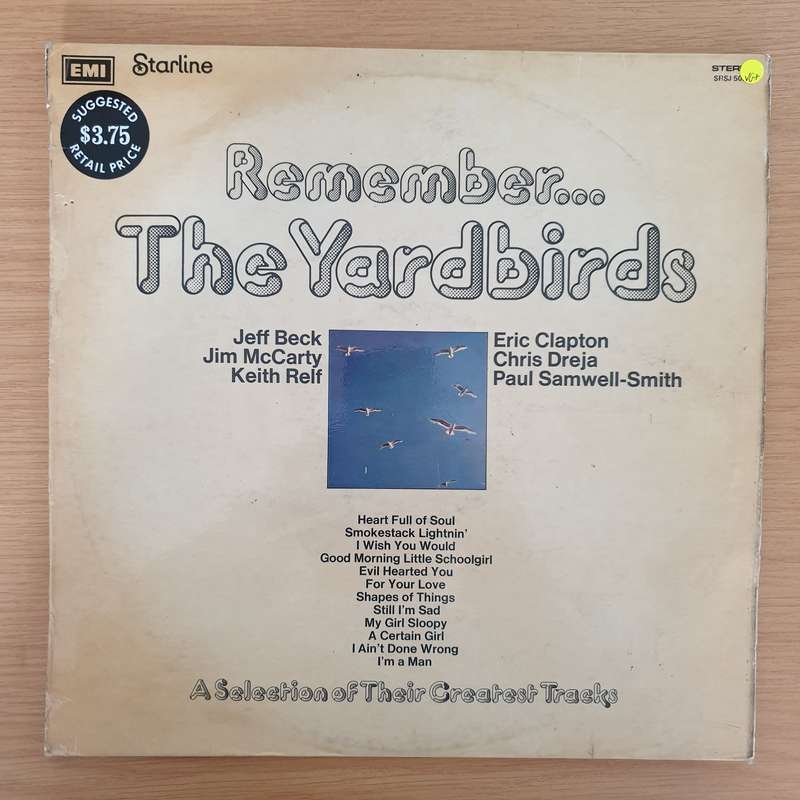 EMI Starline
SUGGESTED
$3.75
RETAIL PRICE
VG+
Remember...
The Yardbirds
Jeff Beck
Jim McCarty
Keith Relf
Eric Clapton
Chris Dreja
Paul Samwell-Smith
Heart Full of Soul
Smokestack Lightnin'
I Wish You Would
Good Morning Little Schoolgirl
Evil Hearted You
For Your Love
Shapes of Things
Still I'm Sad
My Girl Sloopy
A Certain Girl
I Ain't Done Wrong
I'm a Man
A Selection of Their Greatest Tracks